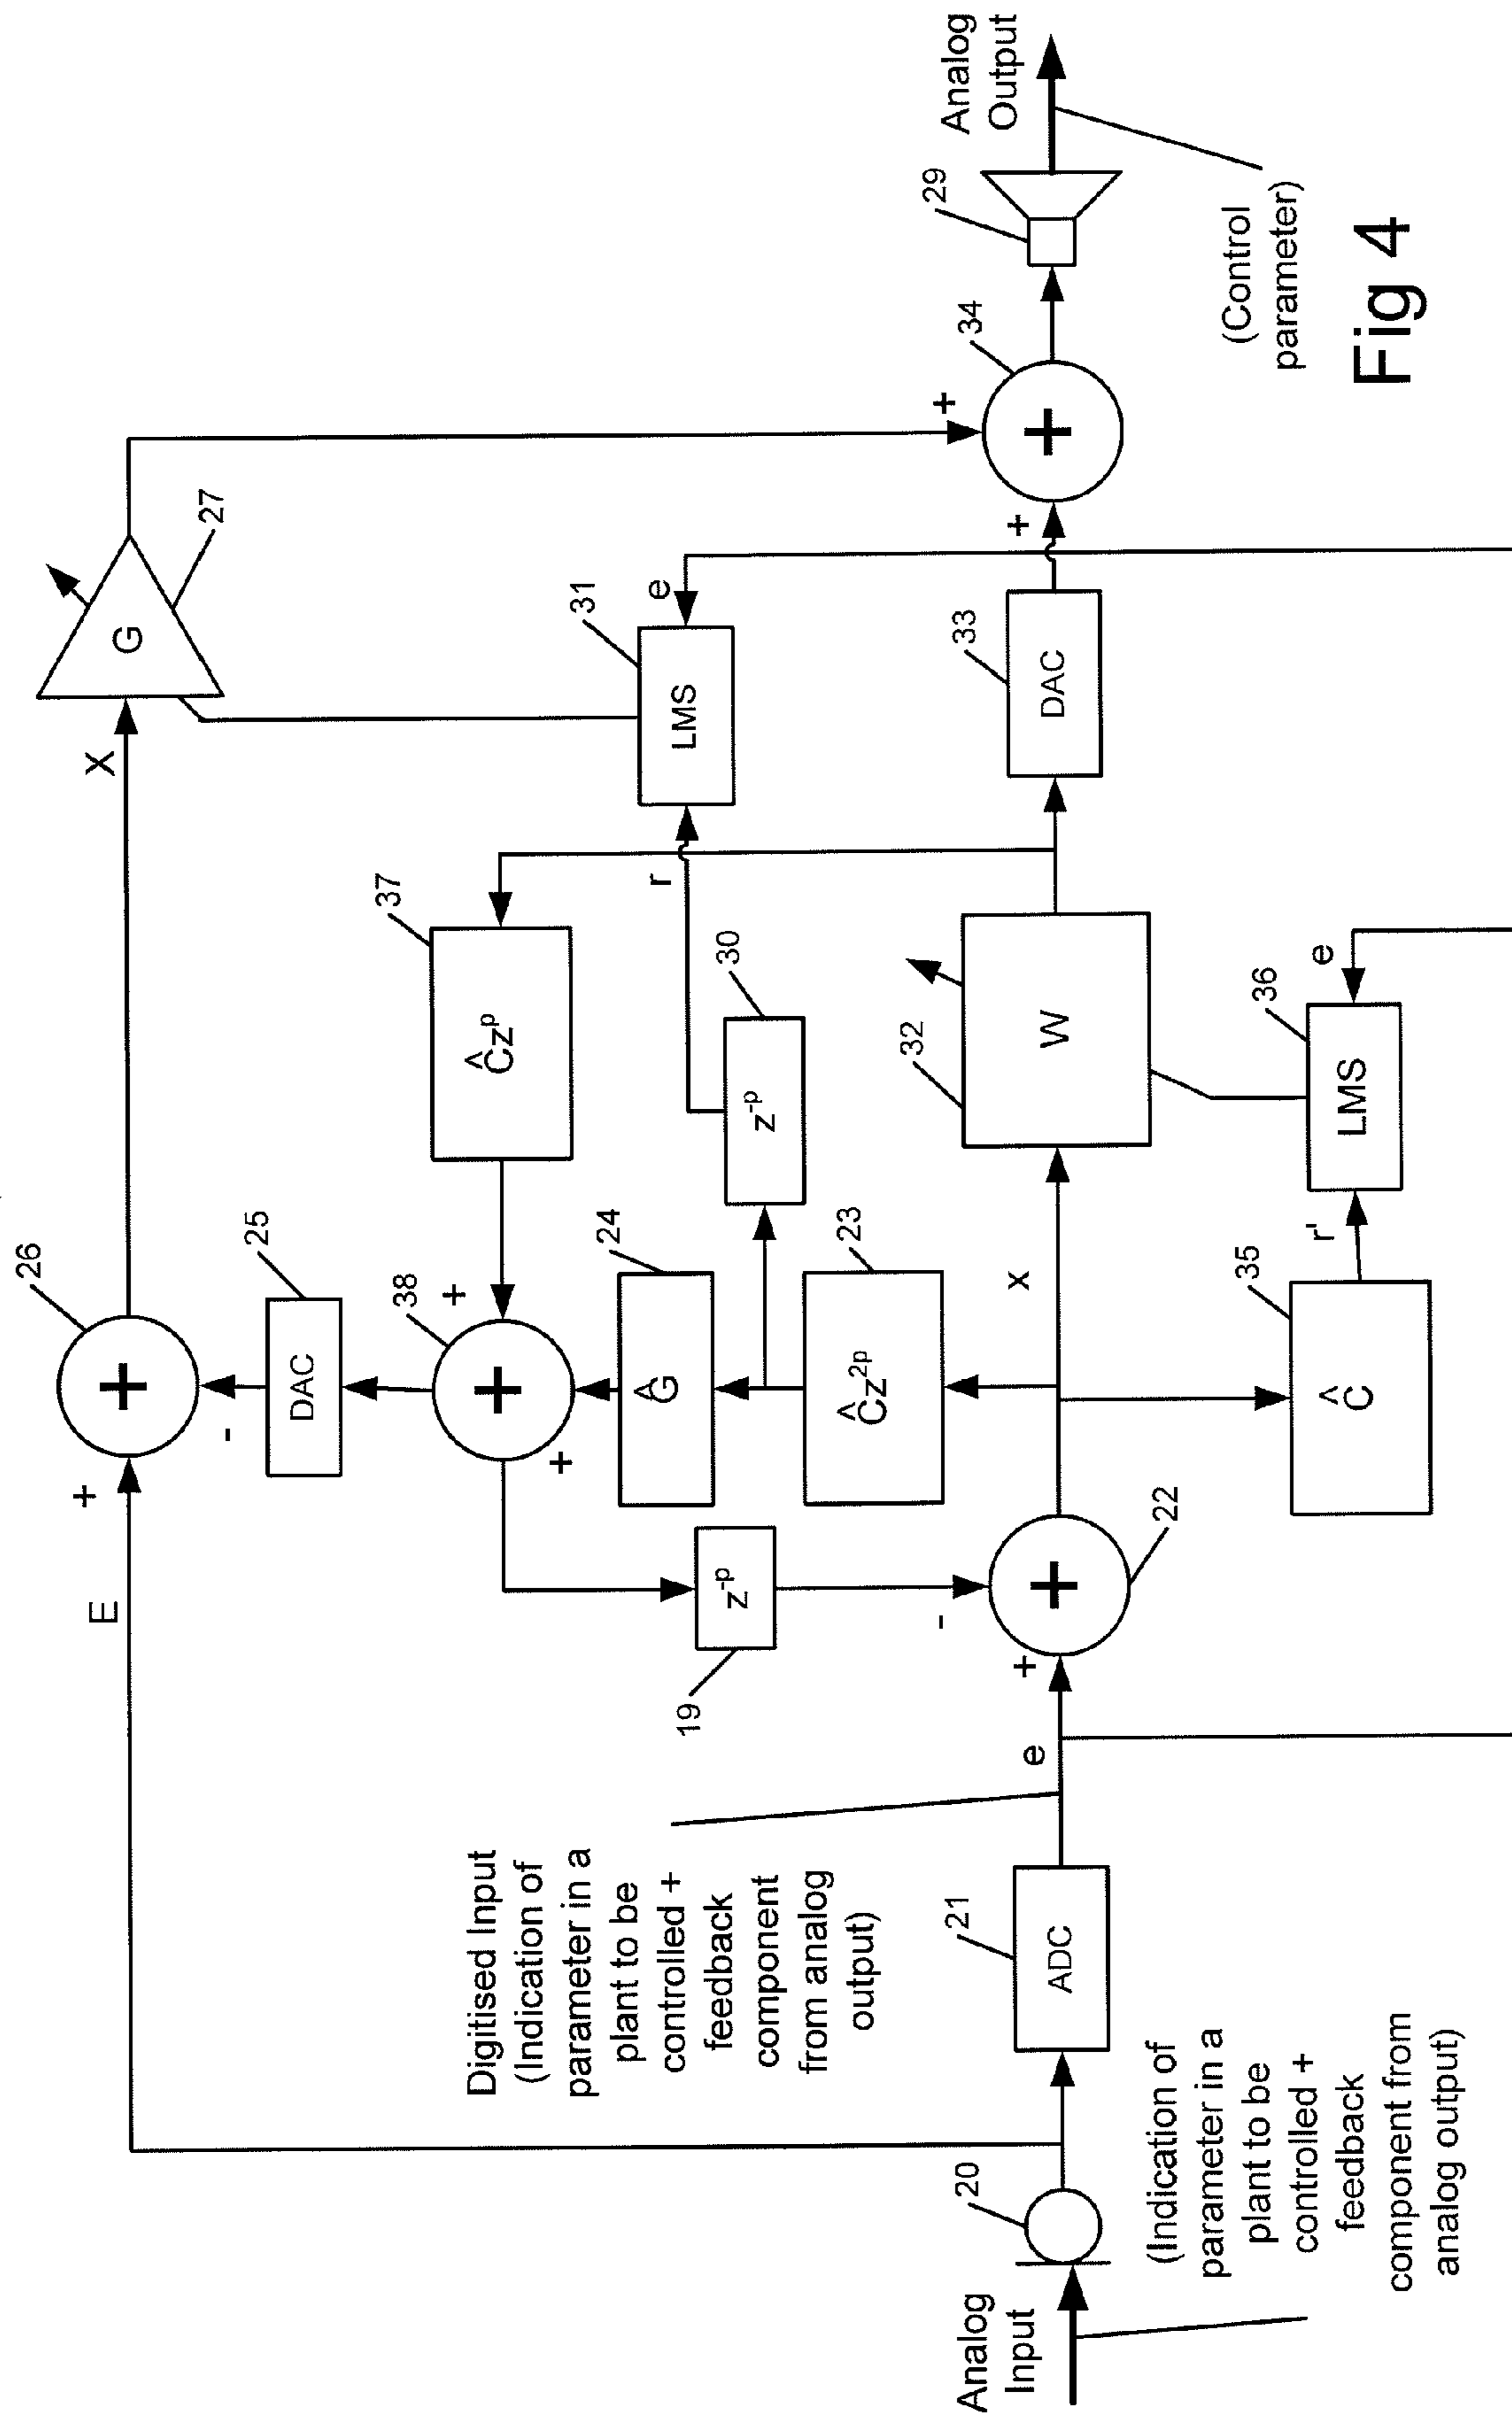 Analog
Input
(Indication of
parameter in a
plant to be
controlled +
feedback
component from
analog output)
20
Digitised Input
(Indication of
parameter in a
plant to be
controlled +
feedback
component
from analog
output)
21
ADC
e
E
+
+
-
22
19
z⁻ᵖ
26
+
+
-
25
DAC
38
+
+
+
24
Ĝ
23
Ĉz²ᵖ
35
Ĉ
x
r'
37
Ĉzᵖ
30
z⁻ᵖ
32
W
36
LMS
e
r
X
31
LMS
e
33
DAC
G
27
+
+
+
34
29
Analog
Output
(Control
parameter)
Fig 4